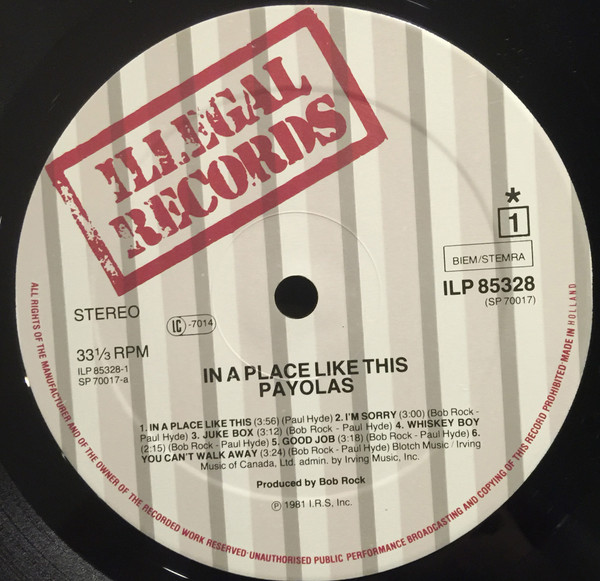 ILLEGAL
RECORDS
*
1
BIEM/STEMRA
ILP 85328
(SP 70017)
STEREO
LC -7014
33⅓ RPM
ILP 85328-1
SP 70017-a
IN A PLACE LIKE THIS
PAYOLAS
1. IN A PLACE LIKE THIS (3:56) (Paul Hyde) 2. I'M SORRY (3:00) (Bob Rock -
Paul Hyde) 3. JUKE BOX (3:12) (Bob Rock - Paul Hyde) 4. WHISKEY BOY
(2:15) (Bob Rock - Paul Hyde) 5. GOOD JOB (3:18) (Bob Rock - Paul Hyde) 6.
YOU CAN'T WALK AWAY (3:24) (Bob Rock - Paul Hyde) Blotch Music / Irving
Music of Canada, Ltd. admin. by Irving Music, Inc.
Produced by Bob Rock
Ⓟ 1981 I.R.S, Inc.
ALL RIGHTS OF THE MANUFACTURER AND OF THE OWNER OF THE RECORDED WORK RESERVED·UNAUTHORISED PUBLIC PERFORMANCE BROADCASTING AND COPYING OF THIS RECORD PROHIBITED·MADE IN HOLLAND